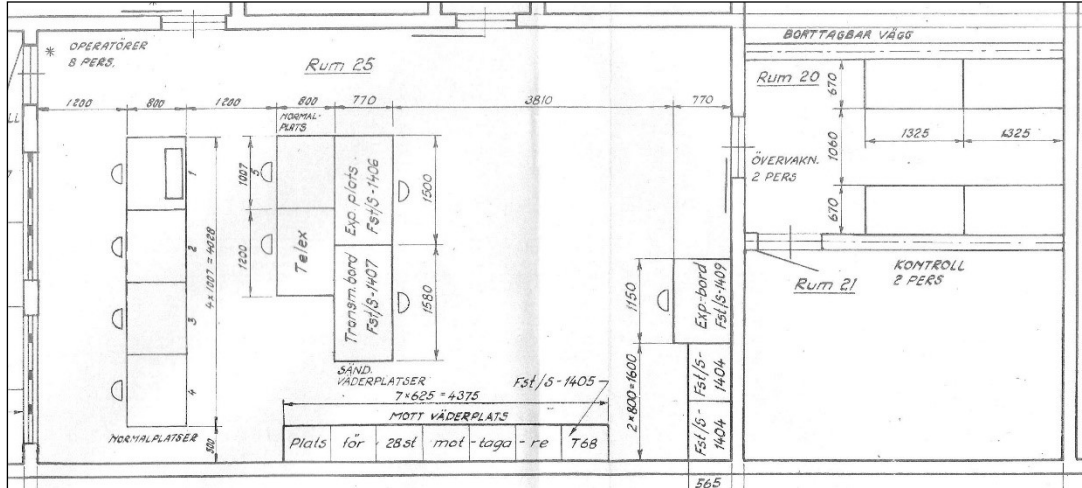 BORTTAGBAR VÄGG
* OPERATÖRER
8 PERS.
Rum 25
Rum 20
670
1200
800
1200
800
770
3810
770
NORMAL-
PLATS
1325
1325
1060
ÖVERVAKN.
2 PERS
670
1007
5
1200
1
2
3
4
4×1007 = 4028
Telex
Exp. plats
Fst/S-1406
1500
Transm. bord
Fst/S-1407
1580
KONTROLL
2 PERS
Rum 21
1150
Exp-bord
Fst/S-1409
SÄND.
VÄDERPLATSER
Fst/S-1405
7×625 = 4375
2×800=1600
Fst/S-
1404
Fst/S-
1404
MOTT VÄDERPLATS
NORMALPLATSER
500
Plats för 28st mot -taga -re T68
565